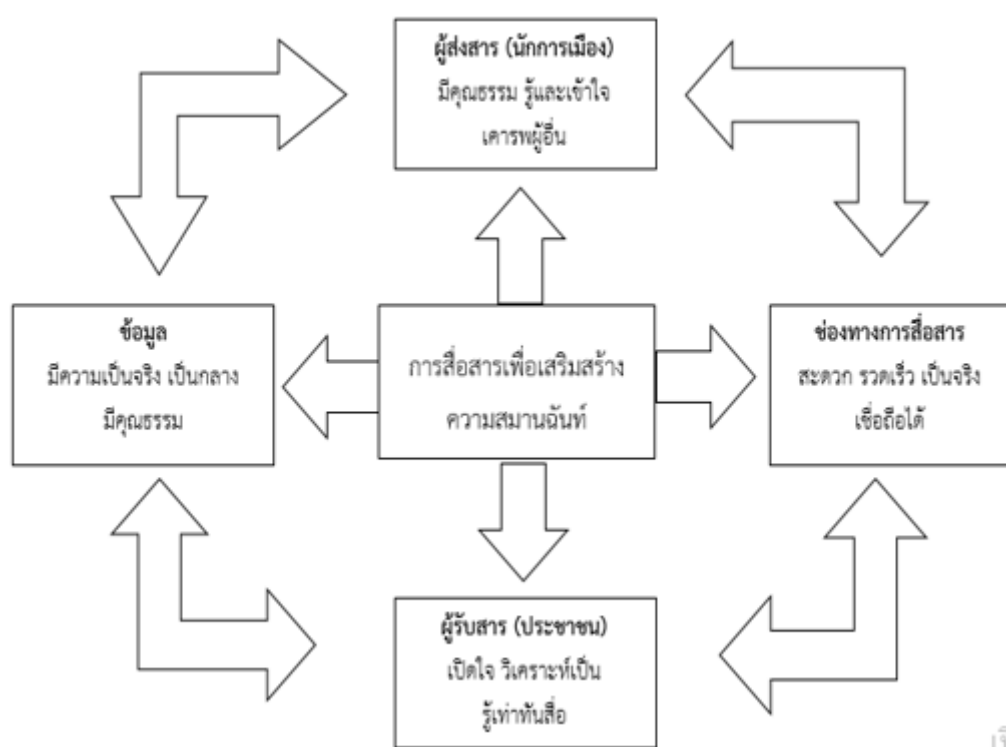 ผู้ส่งสาร (นักการเมือง)
มีคุณธรรม รู้และเข้าใจ
เคารพผู้อื่น
ข้อมูล
มีความเป็นจริง เป็นกลาง
มีคุณธรรม
การสื่อสารเพื่อเสริมสร้าง
ความสมานฉันท์
ช่องทางการสื่อสาร
สะดวก รวดเร็ว เป็นจริง
เชื่อถือได้
ผู้รับสาร (ประชาชน)
เปิดใจ วิเคราะห์เป็น
รู้เท่าทันสื่อ